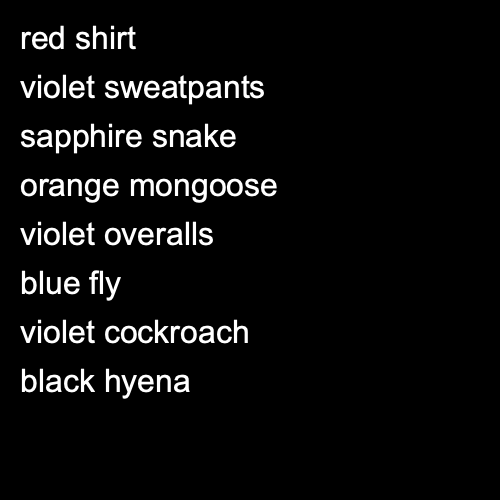 red shirt
violet sweatpants
sapphire snake
orange mongoose
violet overalls
blue fly
violet cockroach
black hyena